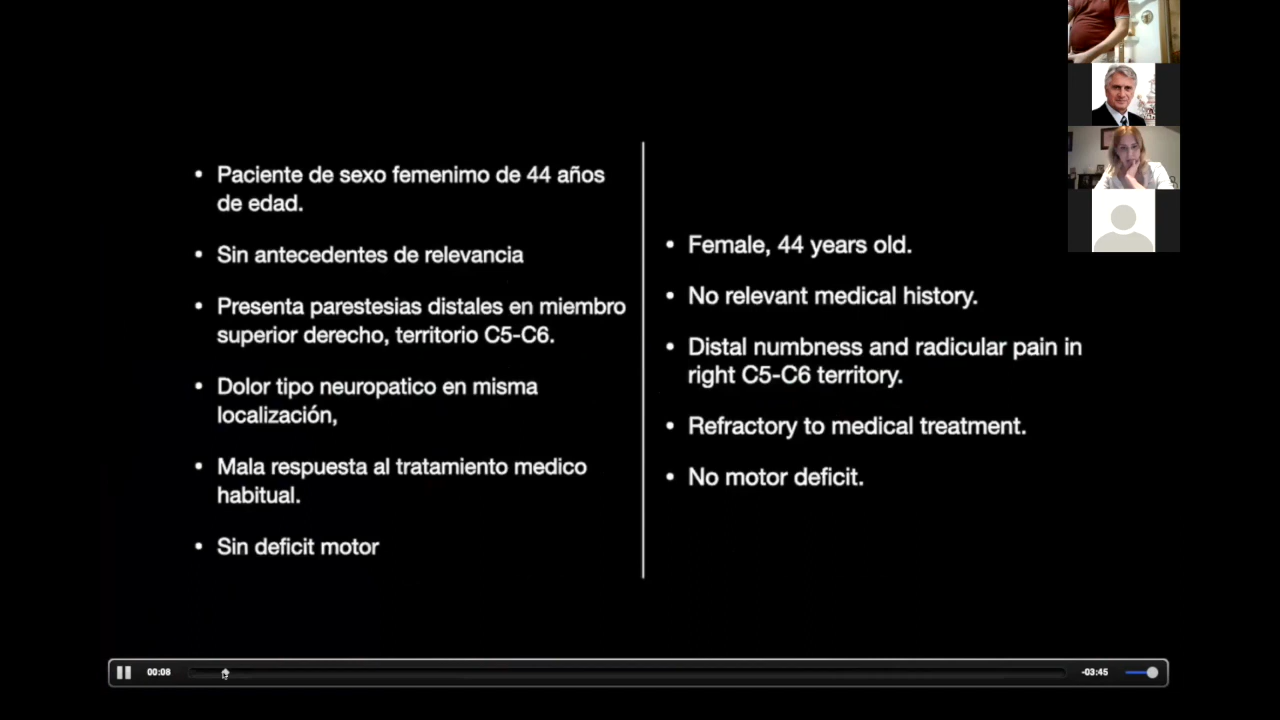 • Paciente de sexo femenimo de 44 años
de edad.
• Sin antecedentes de relevancia
• Presenta parestesias distales en miembro
superior derecho, territorio C5-C6.
• Dolor tipo neuropatico en misma
localización,
• Mala respuesta al tratamiento medico
habitual.
• Sin deficit motor
• Female, 44 years old.
• No relevant medical history.
• Distal numbness and radicular pain in
right C5-C6 territory.
• Refractory to medical treatment.
• No motor deficit.
00:08
-03:45